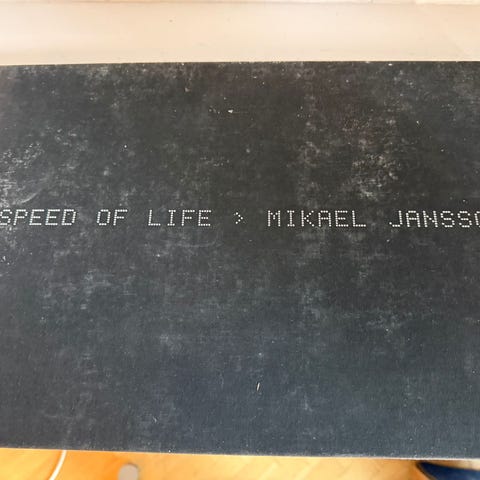 SPEED OF LIFE > MIKAEL JANSSO